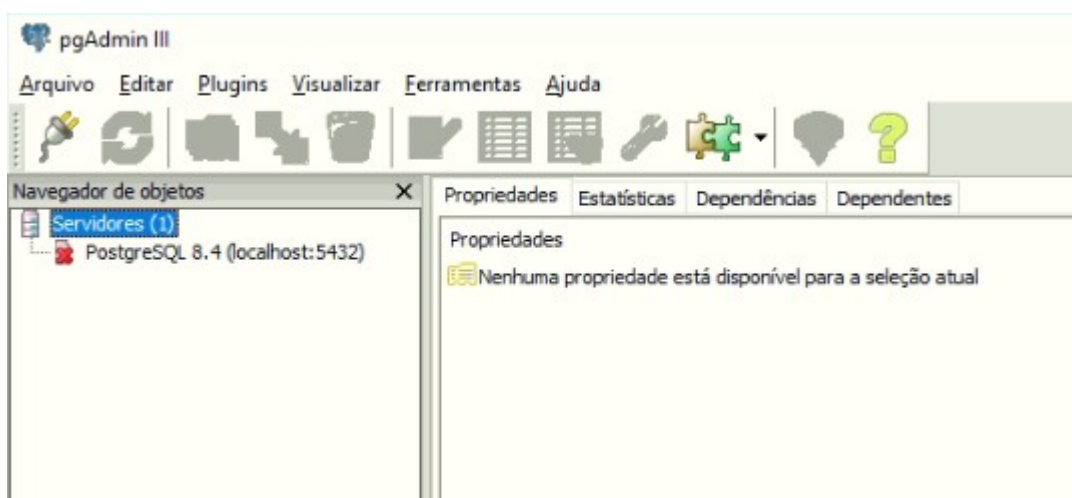 pgAdmin III
Arquivo Editar Plugins Visualizar Ferramentas Ajuda
Navegador de objetos
Servidores (1)
PostgreSQL 8.4 (localhost:5432)
Propriedades Estatísticas Dependências Dependentes
Propriedades
Nenhuma propriedade está disponível para a seleção atual